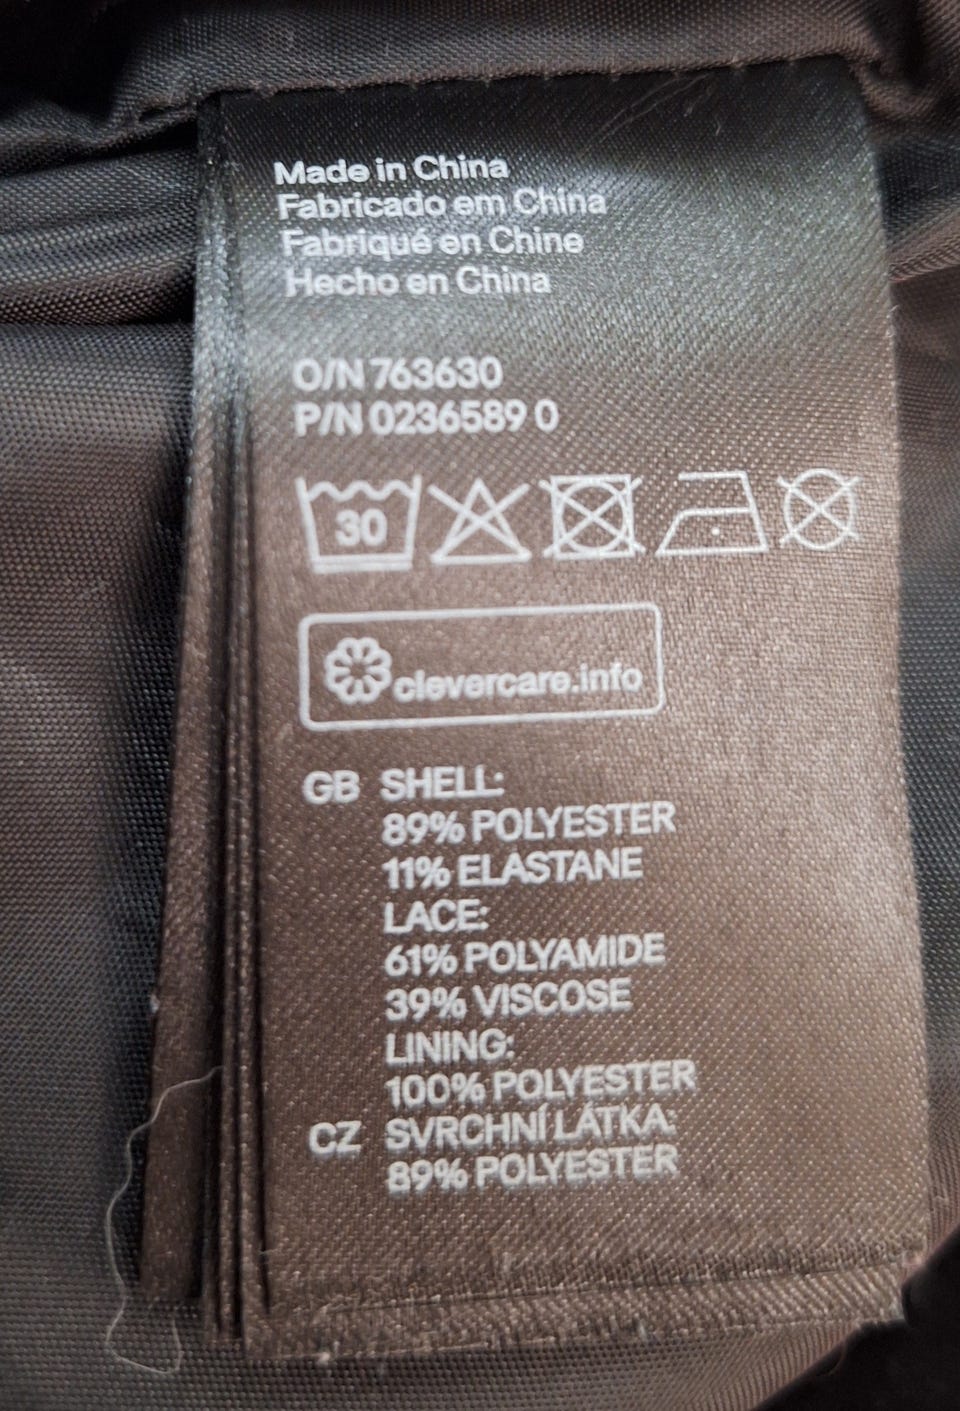 Made in China
Fabricado em China
Fabriqué en Chine
Hecho en China
O/N 763630
P/N 0236589 0
30
clevercare.info
GB SHELL:
89% POLYESTER
11% ELASTANE
LACE:
61% POLYAMIDE
39% VISCOSE
LINING:
100% POLYESTER
CZ SVRCHNÍ LÁTKA:
89% POLYESTER